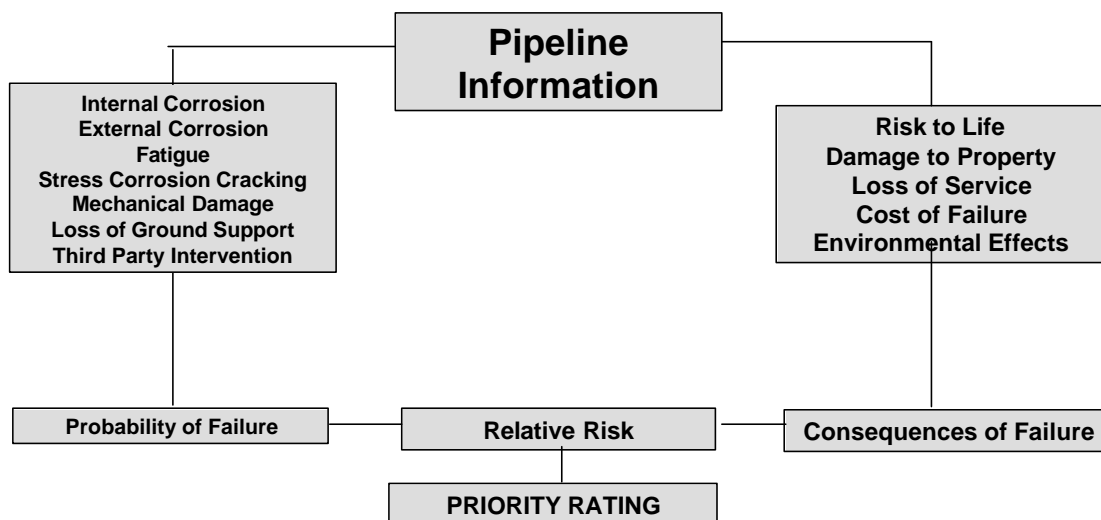 Pipeline
Information
Internal Corrosion
External Corrosion
Fatigue
Stress Corrosion Cracking
Mechanical Damage
Loss of Ground Support
Third Party Intervention
Risk to Life
Damage to Property
Loss of Service
Cost of Failure
Environmental Effects
Probability of Failure
Relative Risk
Consequences of Failure
PRIORITY RATING